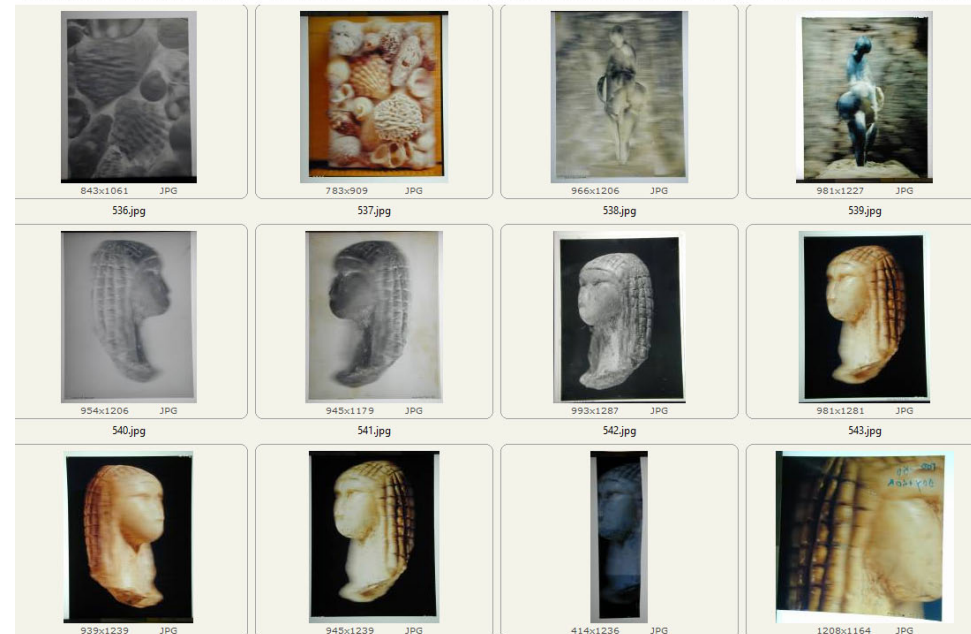 843x1061 JPG
783x909 JPG
966x1206 JPG
981x1227 JPG
536.jpg
537.jpg
538.jpg
539.jpg
954x1206 JPG
945x1179 JPG
993x1287 JPG
981x1281 JPG
540.jpg
541.jpg
542.jpg
543.jpg
939x1239 JPG
945x1239 JPG
414x1236 JPG
1208x1164 JPG